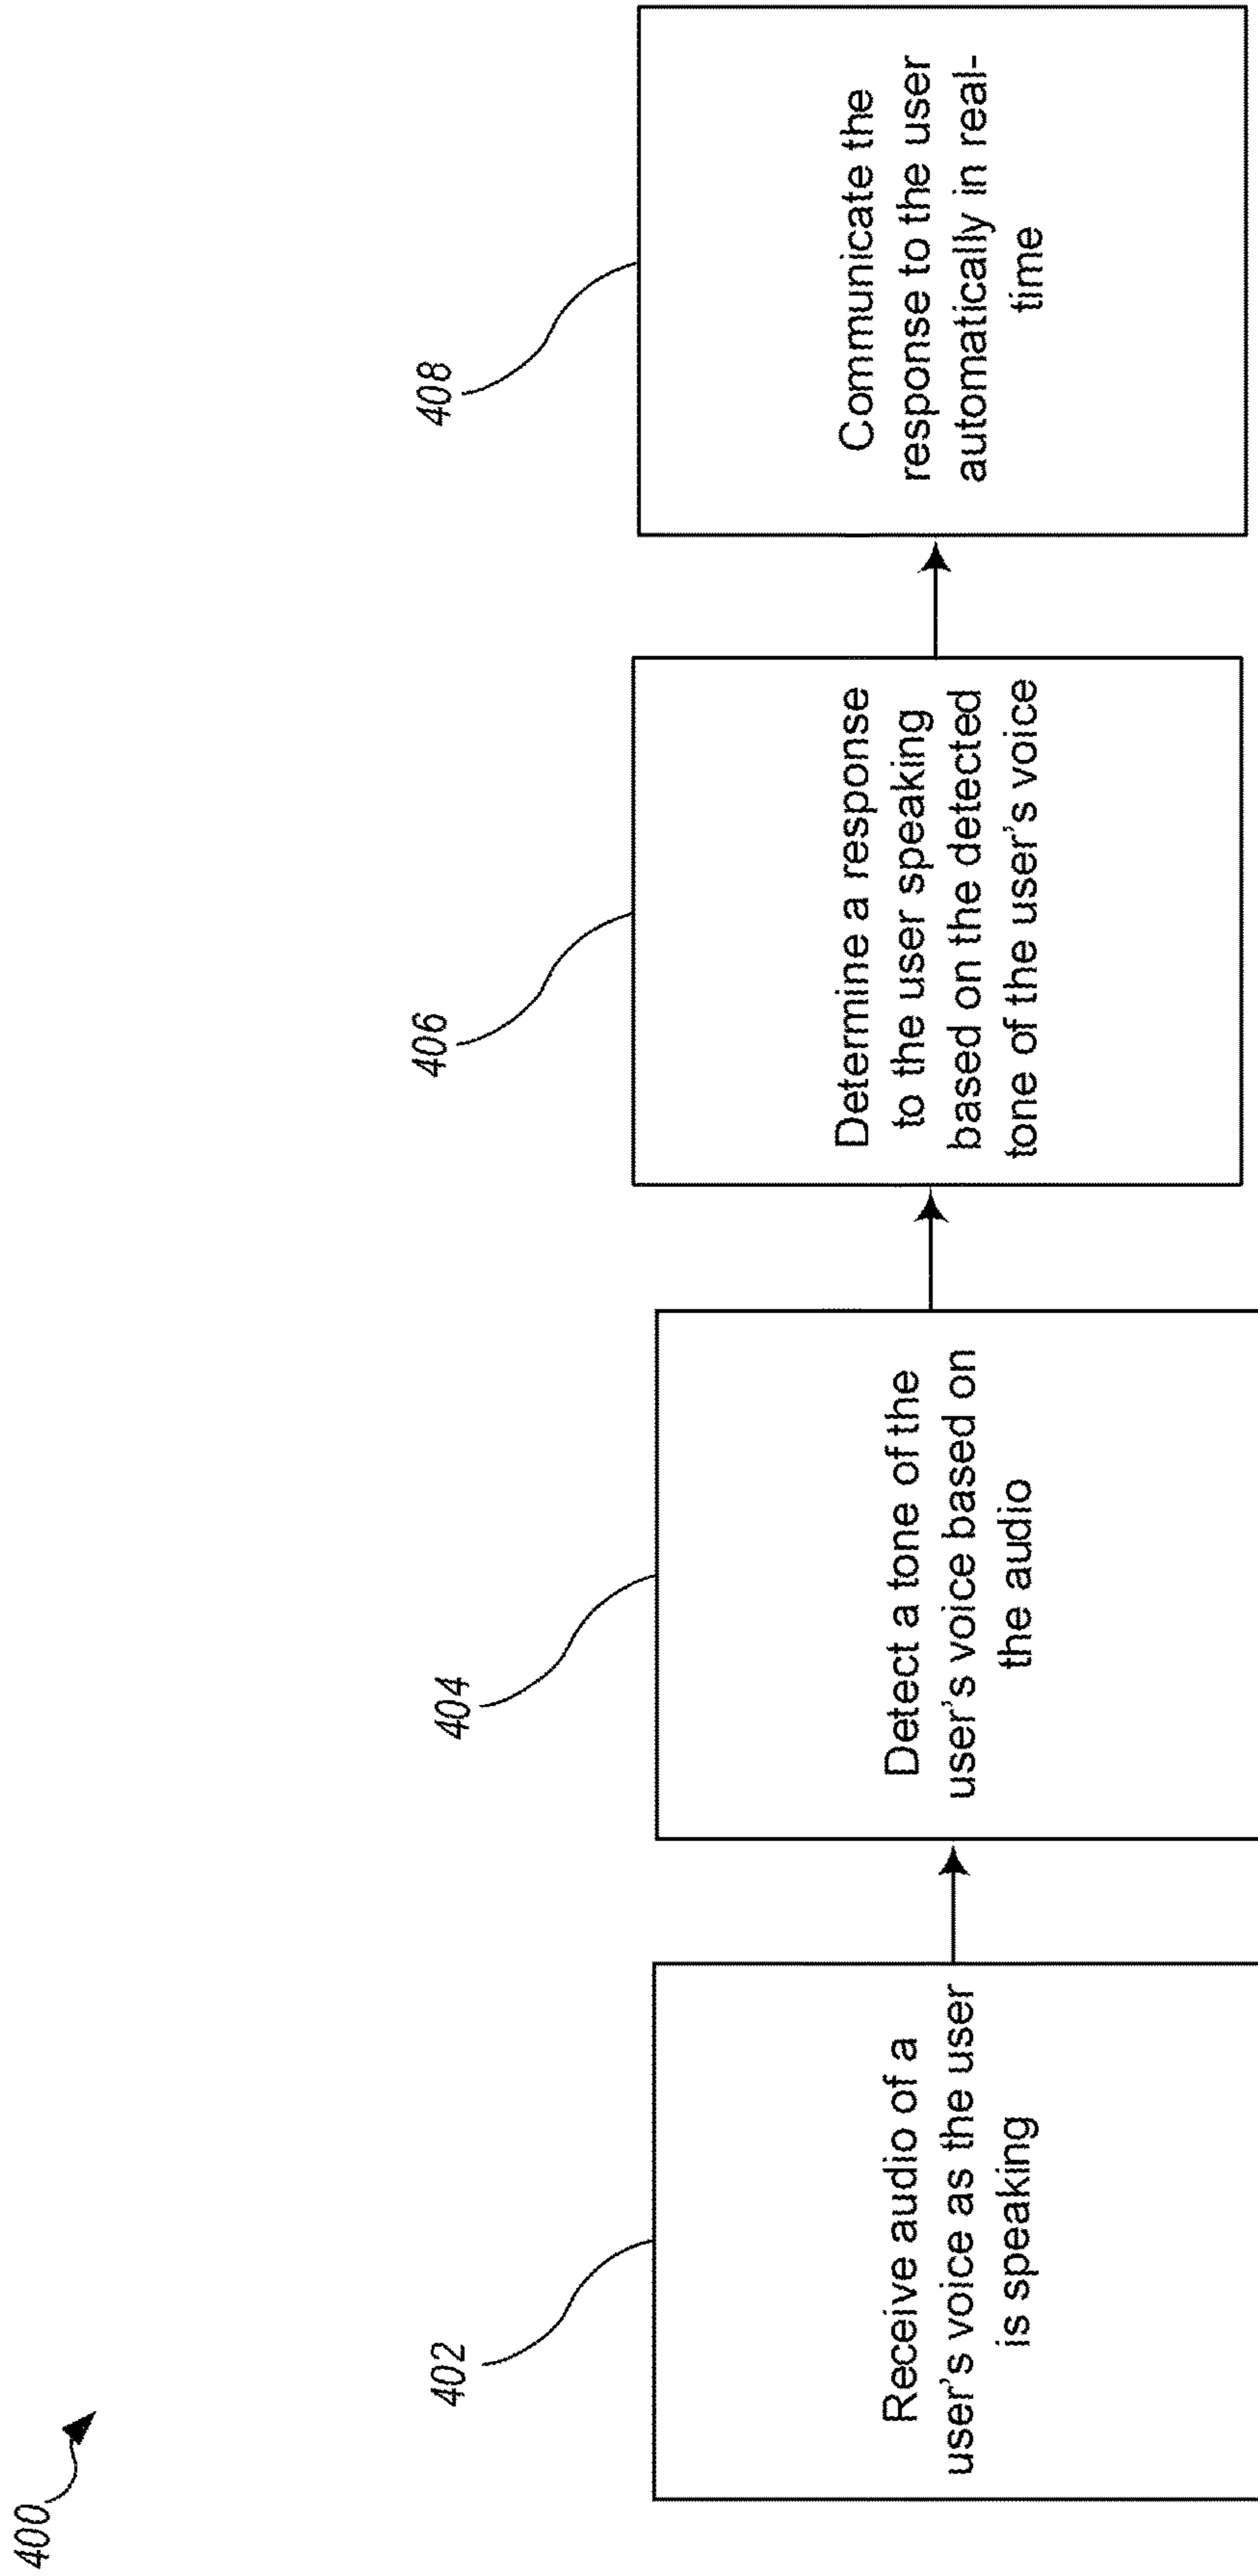 400
402
Receive audio of a
user's voice as the user
is speaking
404
Detect a tone of the
user's voice based on
the audio
406
Determine a response
to the user speaking
based on the detected
tone of the user's voice
408
Communicate the
response to the user
automatically in real-
time